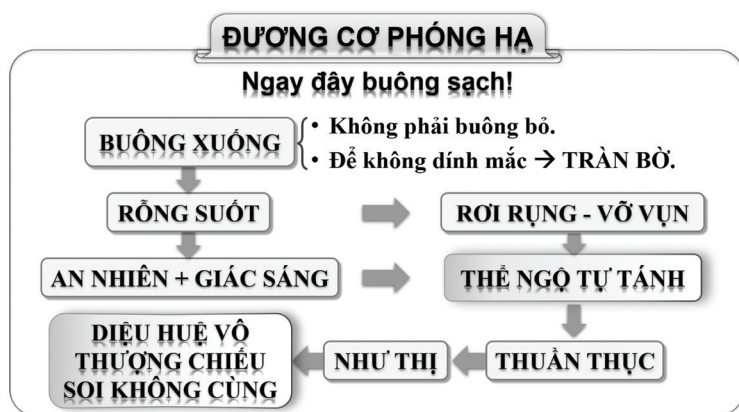 ĐƯƠNG CƠ PHÓNG HẠ
Ngay đây buông sạch!
BUÔNG XUỐNG
• Không phải buông bỏ.
• Để không dính mắc → TRÀN BỜ.
RỖNG SUỐT
RƠI RỤNG - VỠ VỤN
AN NHIÊN + GIÁC SÁNG
THỂ NGỘ TỰ TÁNH
DIỆU HUỆ VÔ
THƯỢNG CHIẾU
SOI KHÔNG CÙNG
NHƯ THỊ
THUẦN THỤC